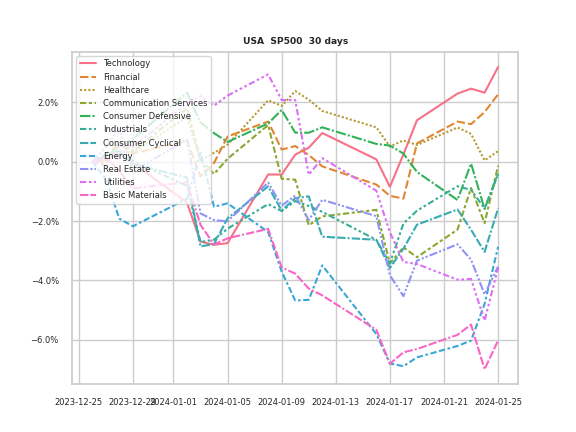 USA  SP500  30 days
Technology
Financial
Healthcare
Communication Services
Consumer Defensive
Industrials
Consumer Cyclical
Energy
Real Estate
Utilities
Basic Materials
2.0%
0.0%
−2.0%
−4.0%
−6.0%
2023-12-25 2023-12-29 2024-01-01 2024-01-05 2024-01-09 2024-01-13 2024-01-17 2024-01-21 2024-01-25